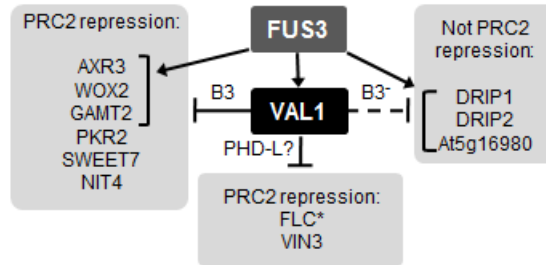 PRC2 repression:
AXR3
WOX2
GAMT2
PKR2
SWEET7
NIT4
FUS3
B3
VAL1
B3-
PHD-L?
Not PRC2
repression:
DRIP1
DRIP2
At5g16980
PRC2 repression:
FLC*
VIN3